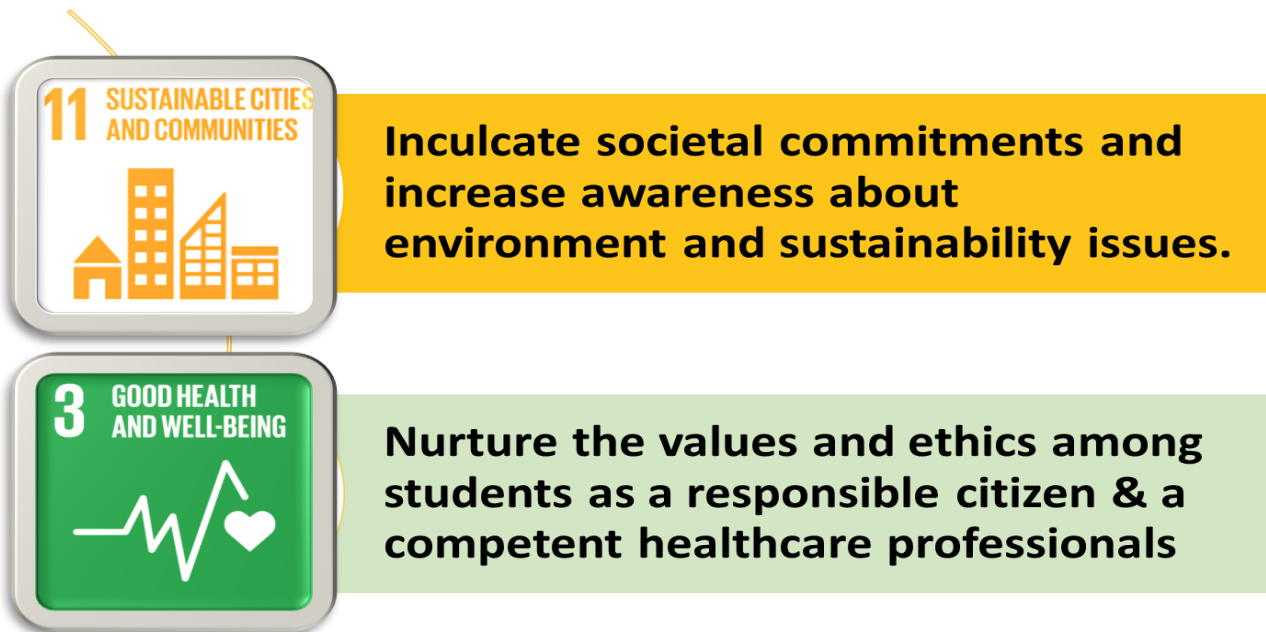 11 SUSTAINABLE CITIES
AND COMMUNITIES
Inculcate societal commitments and
increase awareness about
environment and sustainability issues.
3 GOOD HEALTH
AND WELL-BEING
Nurture the values and ethics among
students as a responsible citizen & a
competent healthcare professionals